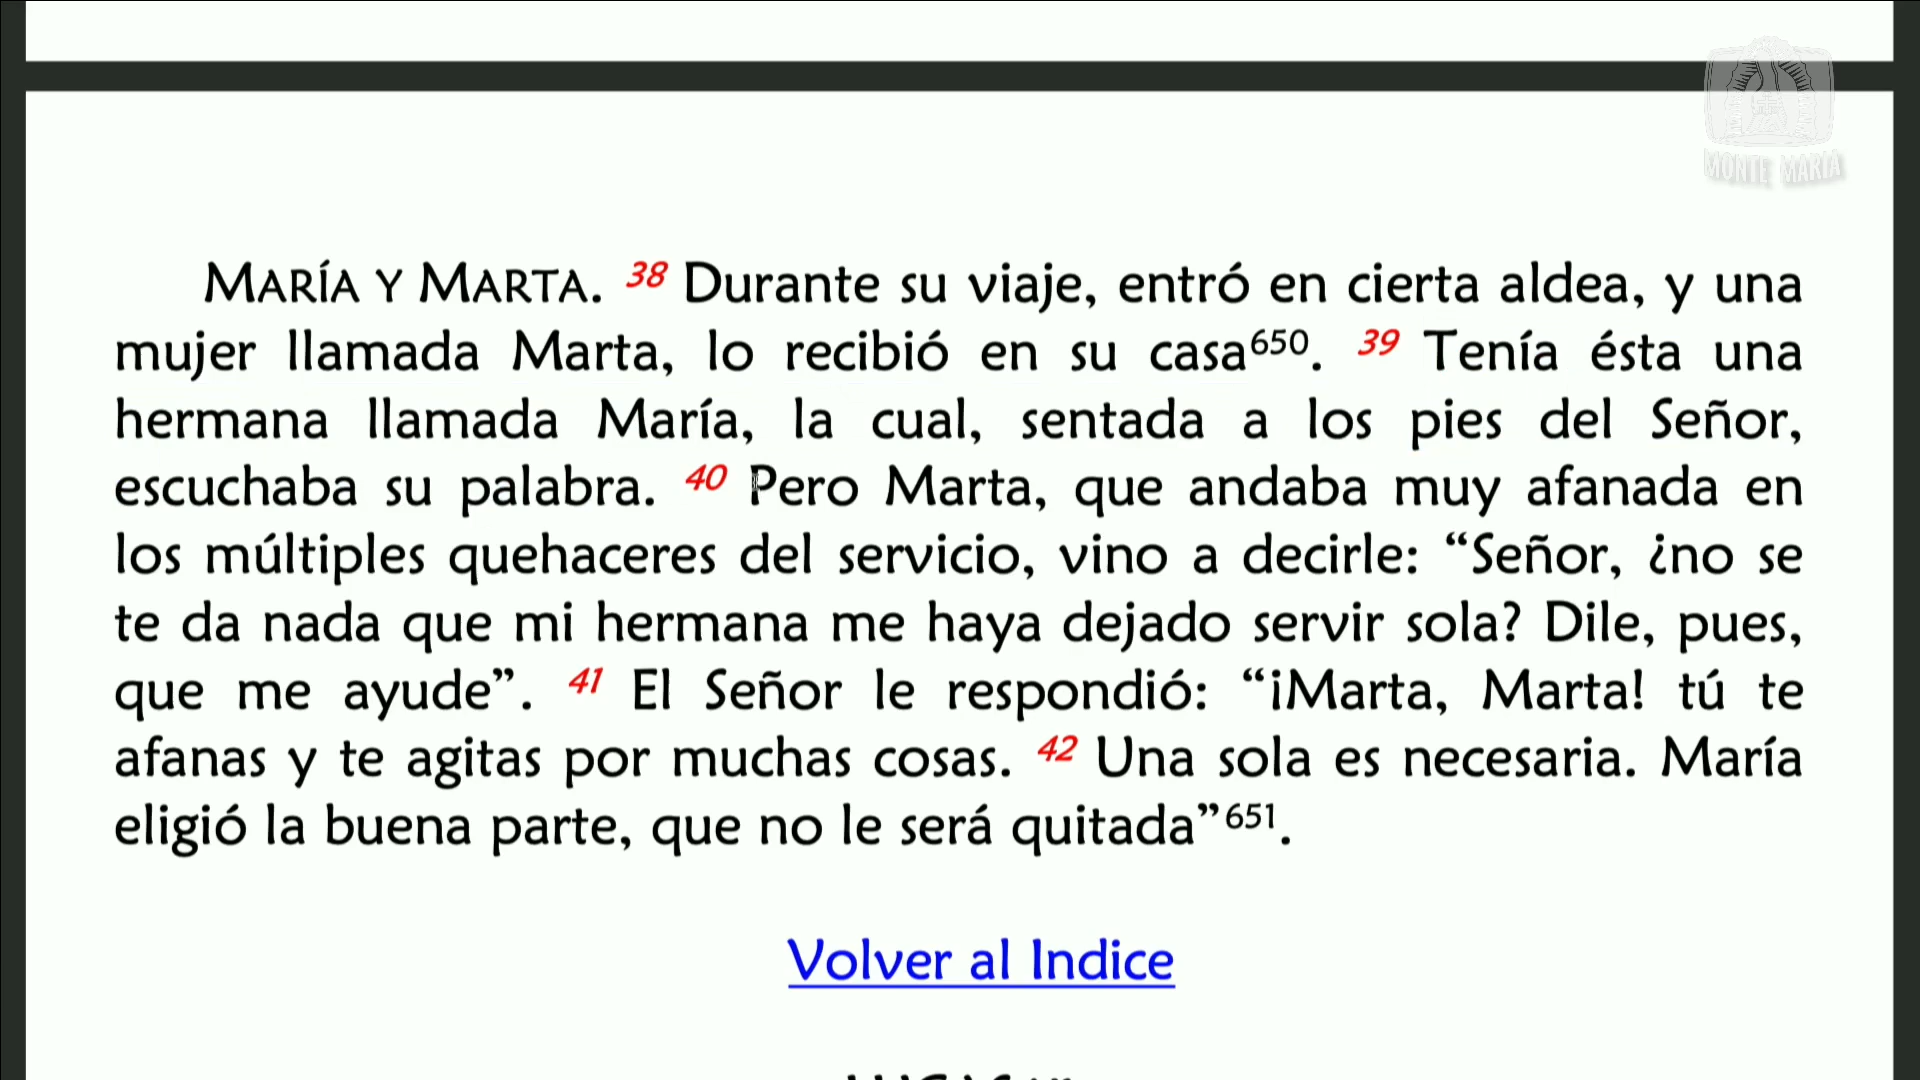 MONTE MARÍA
MARÍA Y MARTA. 38 Durante su viaje, entró en cierta aldea, y una
mujer llamada Marta, lo recibió en su casa650. 39 Tenía ésta una
hermana llamada María, la cual, sentada a los pies del Señor,
escuchaba su palabra. 40 Pero Marta, que andaba muy afanada en
los múltiples quehaceres del servicio, vino a decirle: “Señor, ¿no se
te da nada que mi hermana me haya dejado servir sola? Dile, pues,
que me ayude”. 41 El Señor le respondió: “¡Marta, Marta! tú te
afanas y te agitas por muchas cosas. 42 Una sola es necesaria. María
eligió la buena parte, que no le será quitada”651.
Volver al Indice